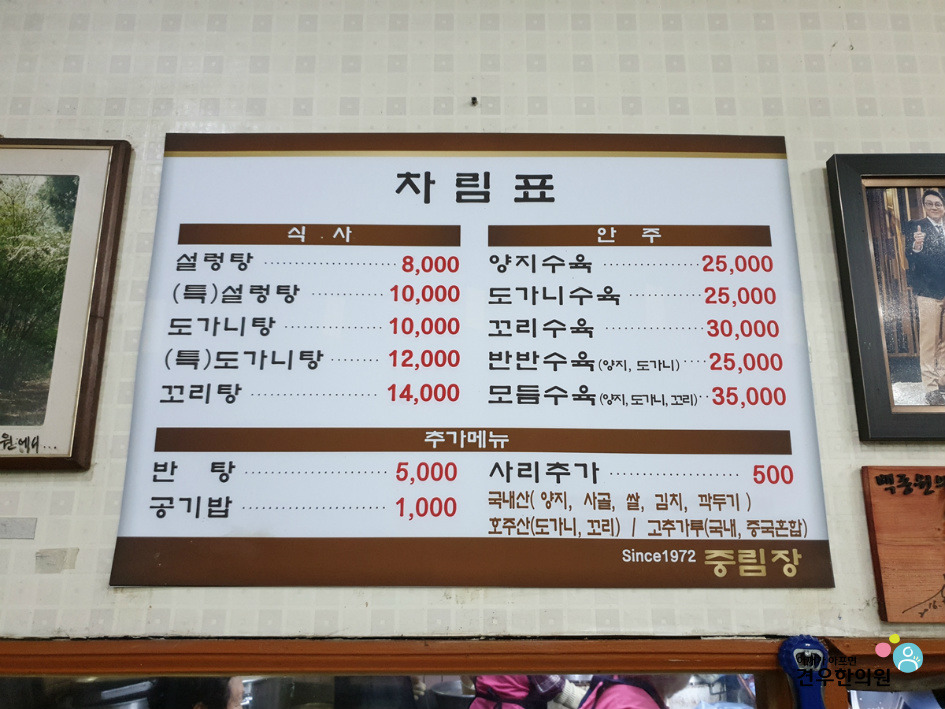 차림표
식 사
설렁탕 8,000
(특)설렁탕 10,000
도가니탕 10,000
(특)도가니탕 12,000
꼬리탕 14,000
안 주
양지수육 25,000
도가니수육 25,000
꼬리수육 30,000
반반수육(양지, 도가니) 25,000
모듬수육(양지, 도가니, 꼬리) 35,000
추가메뉴
반 탕 5,000
공기밥 1,000
사리추가 500
국내산( 양지, 사골, 쌀, 김치, 깍두기 )
호주산(도가니, 꼬리) / 고추가루(국내, 중국혼합)
Since1972 중림장
원에서...
백종원
견우한의원